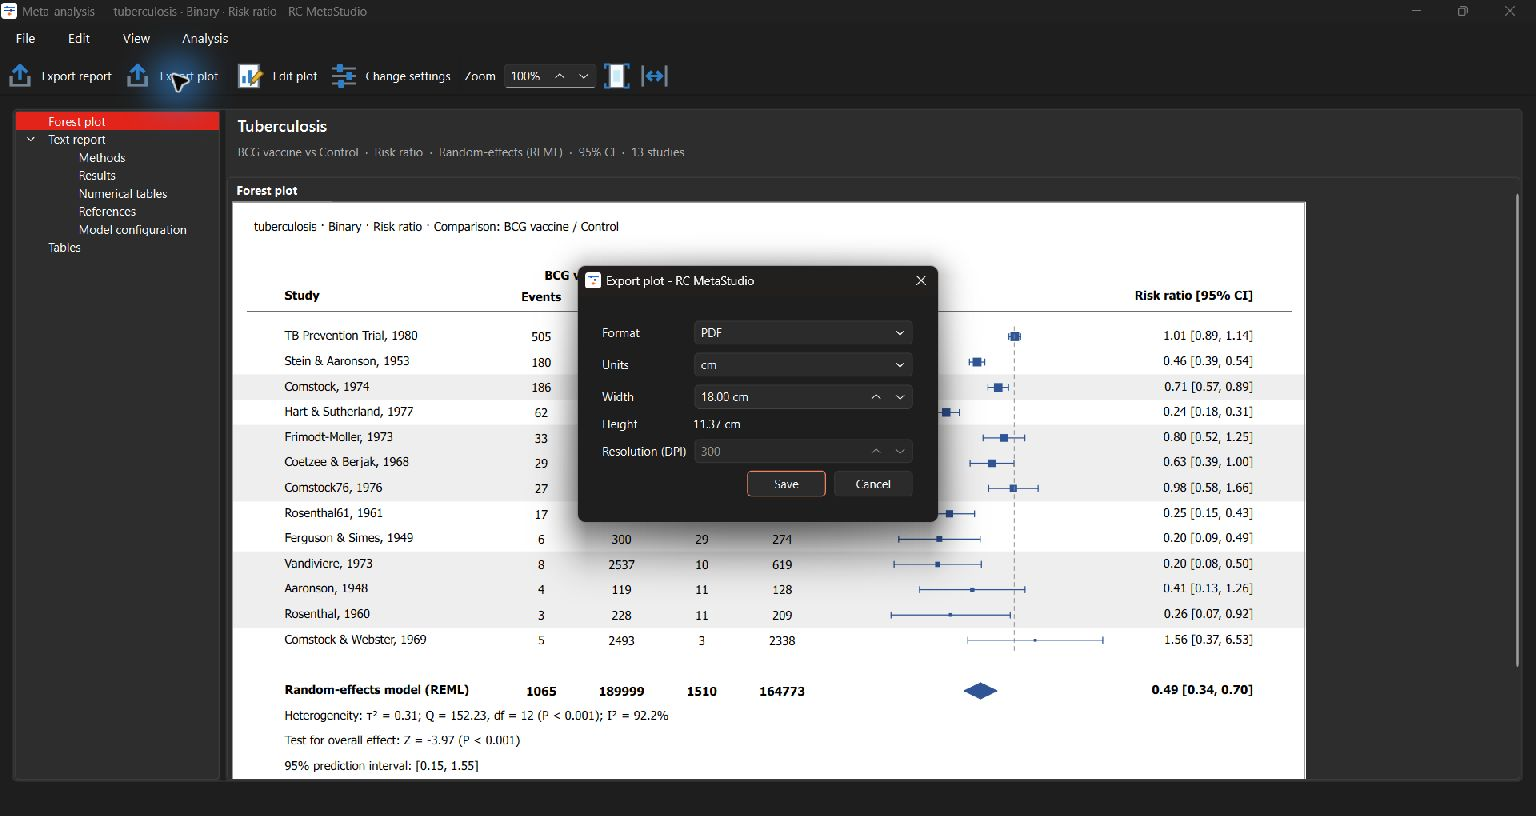 Meta-analysis tuberculosis · Binary · Risk ratio RC MetaStudio
File Edit View Analysis
Export report Export plot Edit plot Change settings Zoom 100%
Forest plot
Text report
Methods
Results
Numerical tables
References
Model configuration
Tables
Tuberculosis
BCG vaccine vs Control · Risk ratio · Random-effects (REML) · 95% CI · 13 studies
Forest plot
tuberculosis · Binary · Risk ratio · Comparison: BCG vaccine / Control
BCG
Study Events Risk ratio [95% CI]
TB Prevention Trial, 1980 505 1.01 [0.89, 1.14]
Stein & Aaronson, 1953 180 0.46 [0.39, 0.54]
Comstock, 1974 186 0.71 [0.57, 0.89]
Hart & Sutherland, 1977 62 0.24 [0.18, 0.31]
Frimodt-Moller, 1973 33 0.80 [0.52, 1.25]
Coetzee & Berjak, 1968 29 0.63 [0.39, 1.00]
Comstock76, 1976 27 0.98 [0.58, 1.66]
Rosenthal61, 1961 17 0.25 [0.15, 0.43]
Ferguson & Simes, 1949 6 300 29 274 0.20 [0.09, 0.49]
Vandiviere, 1973 8 2537 10 619 0.20 [0.08, 0.50]
Aaronson, 1948 4 119 11 128 0.41 [0.13, 1.26]
Rosenthal, 1960 3 228 11 209 0.26 [0.07, 0.92]
Comstock & Webster, 1969 5 2493 3 2338 1.56 [0.37, 6.53]
Random-effects model (REML) 1065 189999 1510 164773 0.49 [0.34, 0.70]
Heterogeneity: τ² = 0.31; Q = 152.23, df = 12 (P < 0.001); I² = 92.2%
Test for overall effect: Z = -3.97 (P < 0.001)
95% prediction interval: [0.15, 1.55]
Export plot - RC MetaStudio
Format PDF
Units cm
Width 18.00 cm
Height 11.37 cm
Resolution (DPI) 300
Save Cancel